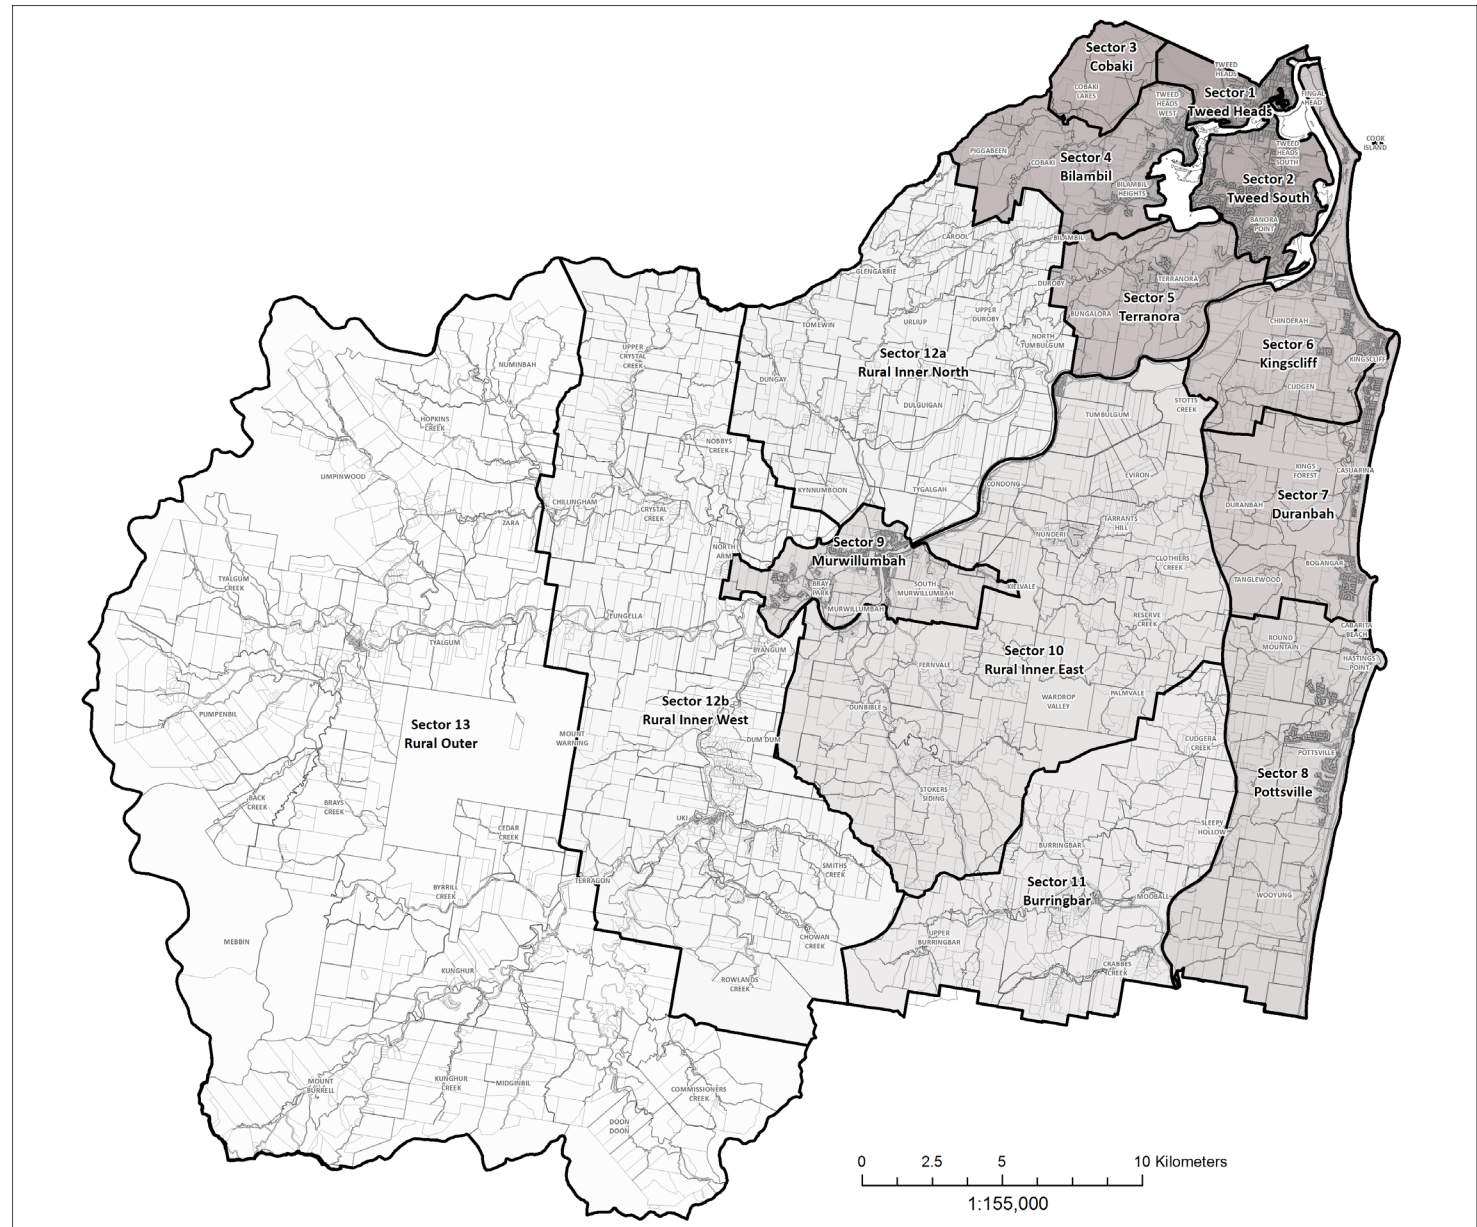 Sector 3
Cobaki
COBAKI
LAKES
TWEED
HEADS
Sector 1
Tweed Heads
TWEED
HEADS
WEST
FINGAL
HEAD
COOK
ISLAND
PIGGABEEN
COBAKI
Sector 4
Bilambil
BILAMBIL
HEIGHTS
TWEED
HEADS
SOUTH
Sector 2
Tweed South
BANORA
POINT
CAROOL
BILAMBIL
GLENGARRIE
DUROBY
TERRANORA
Sector 5
Terranora
BUNGALORA
TOMEWIN
URLIUP
UPPER
DUROBY
NORTH
TUMBULGUM
CHINDERAH
Sector 6
Kingscliff
KINGSCLIFF
CUDGEN
Sector 12a
Rural Inner North
DUNGAY
DULGUIGAN
UPPER
CRYSTAL
CREEK
NUMINBAH
HOPKINS
CREEK
NOBBYS
CREEK
STOTTS
CREEK
TUMBULGUM
LIMPINWOOD
ZARA
CHILLINGHAM
CRYSTAL
CREEK
KYNNUMBOON
TYGALGAH
CONDONG
EVIRON
KINGS
FOREST
CASUARINA
DURANBAH
Sector 7
Duranbah
FARRANTS
HILL
NUNDERI
CLOTHIERS
CREEK
BOGANGAR
TANGLEWOOD
NORTH
ARM
Sector 9
Murwillumbah
BRAY
PARK
SOUTH
MURWILLUMBAH
KIELVALE
MURWILLUMBAH
TYALGUM
CREEK
TYALGUM
EUNGELLA
BYANGUM
RESERVE
CREEK
CABARITA
BEACH
ROUND
MOUNTAIN
HASTINGS
POINT
Sector 10
Rural Inner East
FERNVALE
WARDROP
VALLEY
PALMVALE
DUNBIBLE
PUMPENBIL
Sector 13
Rural Outer
Sector 12b
Rural Inner West
MOUNT
WARNING
DUM DUM
CUDGERA
CREEK
POTTSVILLE
Sector 8
Pottsville
BACK
CREEK
BRAYS
CREEK
CEDAR
CREEK
UKI
STOKERS
SIDING
SLEEPY
HOLLOW
BURRINGBAR
SMITHS
CREEK
TERRAGON
BYRRILL
CREEK
Sector 11
Burringbar
MOOBALL
WOOYUNG
MEBBIN
CHOWAN
CREEK
UPPER
BURRINGBAR
CRABBES
CREEK
KUNGHUR
ROWLANDS
CREEK
MOUNT
BURRELL
KUNGHUR
CREEK
MIDGINBIL
COMMISSIONERS
CREEK
DOON
DOON
0 2.5 5 10 Kilometers
1:155,000